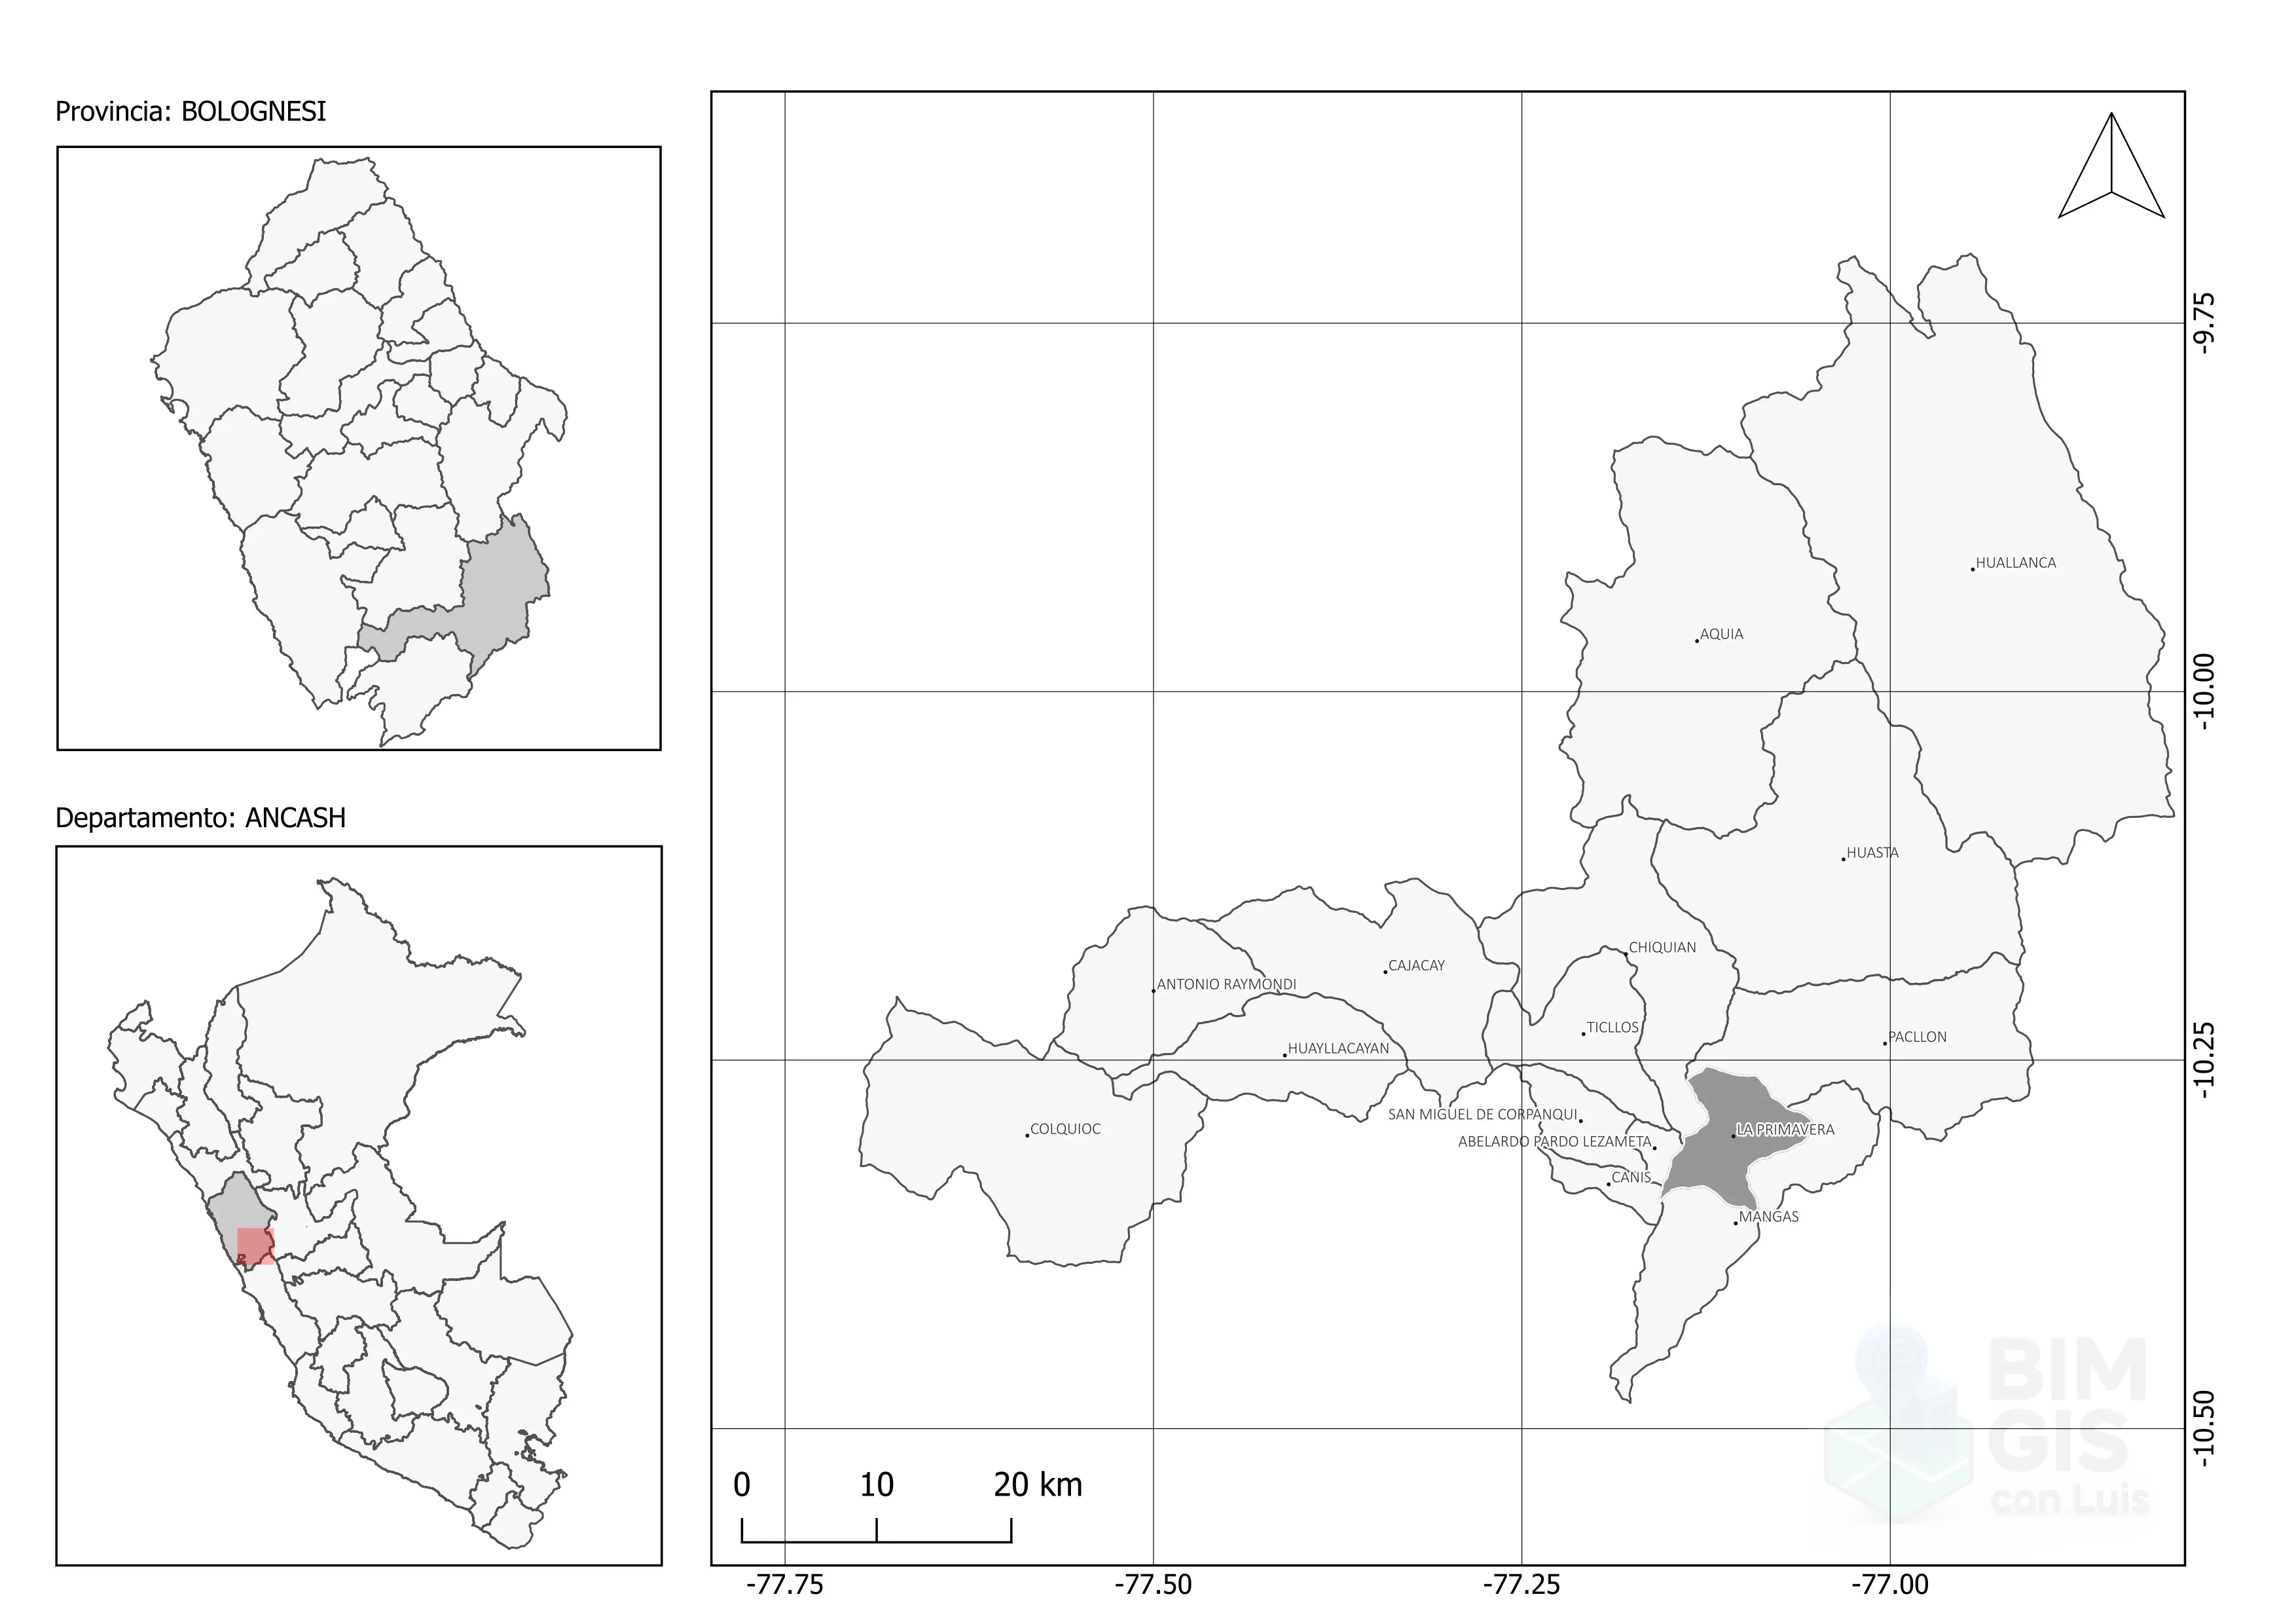 Provincia: BOLOGNESI
Departamento: ANCASH
HUALLANCA
AQUIA
HUASTA
CHIQUIAN
CAJACAY
ANTONIO RAYMONDI
TICLLOS
PACLLON
HUAYLLACAYAN
SAN MIGUEL DE CORPANQUI
COLQUIOC
LA PRIMAVERA
ABELARDO PARDO LEZAMETA
CANIS
MANGAS
-9.75
-10.00
-10.25
-10.50
BIM
GIS
con Luis
0 10 20 km
-77.75 -77.50 -77.25 -77.00